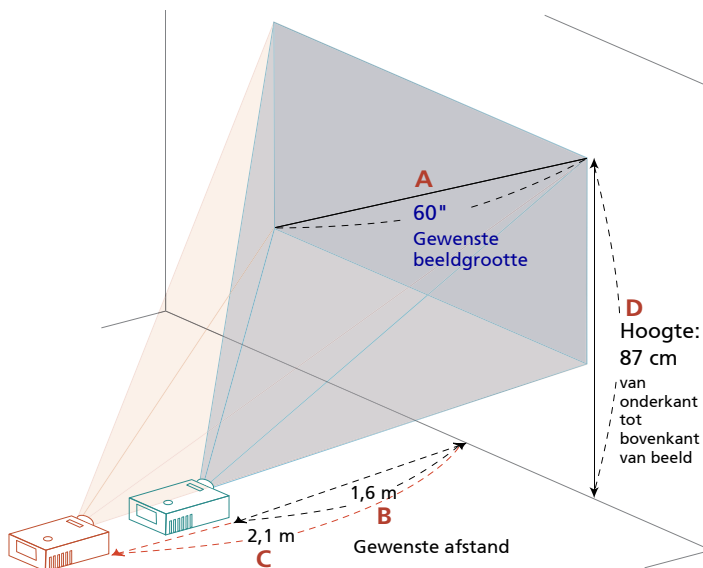 A
60"
Gewenste
beeldgrootte
D
Hoogte:
87 cm
van
onderkant
tot
bovenkant
van beeld
1,6 m
B
2,1 m
C
Gewenste afstand